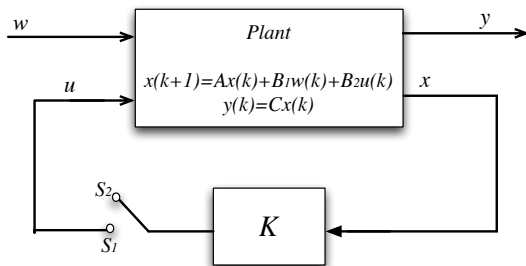 w
Plant
y
x(k+1)=Ax(k)+B₁w(k)+B₂u(k)
y(k)=Cx(k)
u
x
S₂
S₁
K